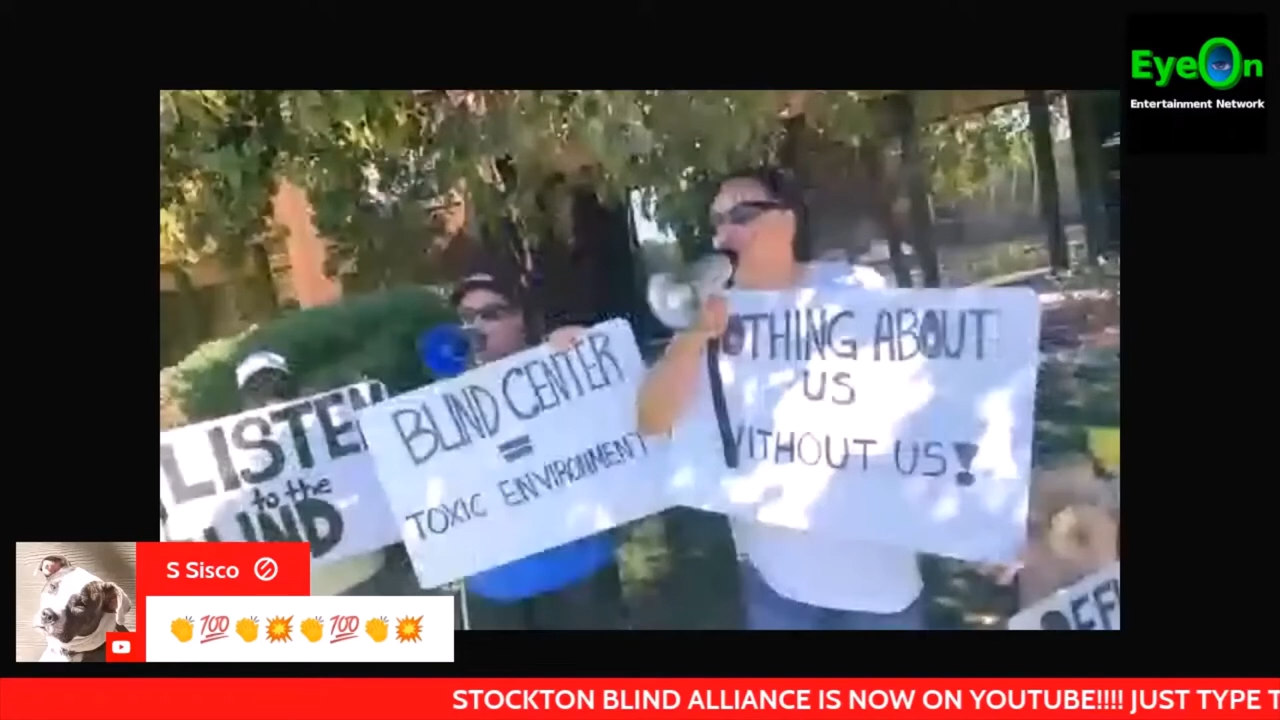 EyeOn
Entertainment Network
LISTEN
to the
BLIND CENTER
=
TOXIC ENVIRONMENT
OTHING ABOUT
US
WITHOUT US!
S Sisco
👏💯👏💥👏💯👏💥
STOCKTON BLIND ALLIANCE IS NOW ON YOUTUBE!!!! JUST TYPE T